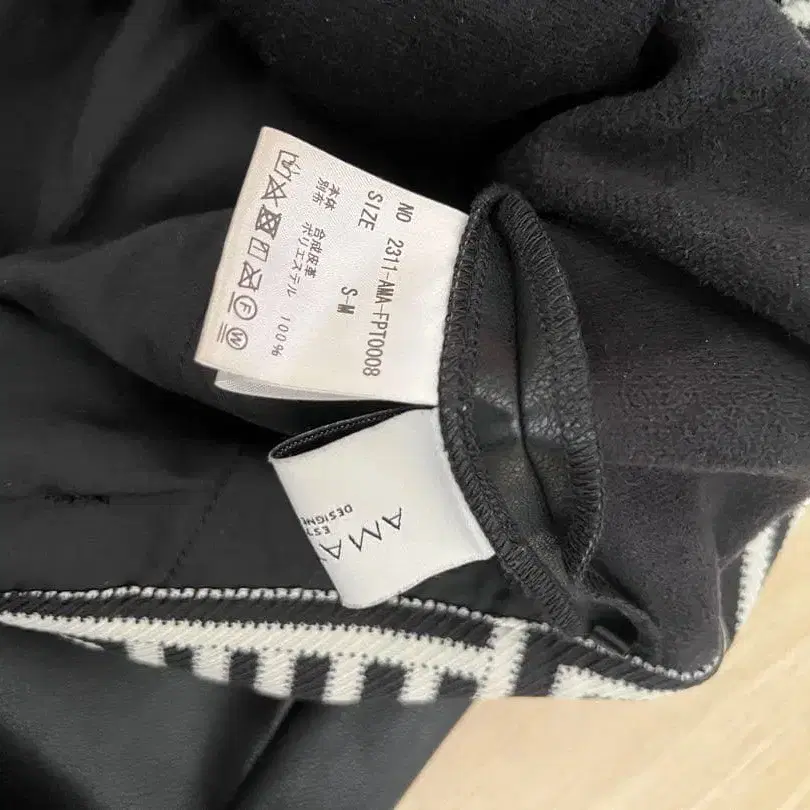 NO 2311-AMA-FPT0008
SIZE S-M
本体 合成皮革
別布 ポリエステル 100%
F
W
AMA
EST